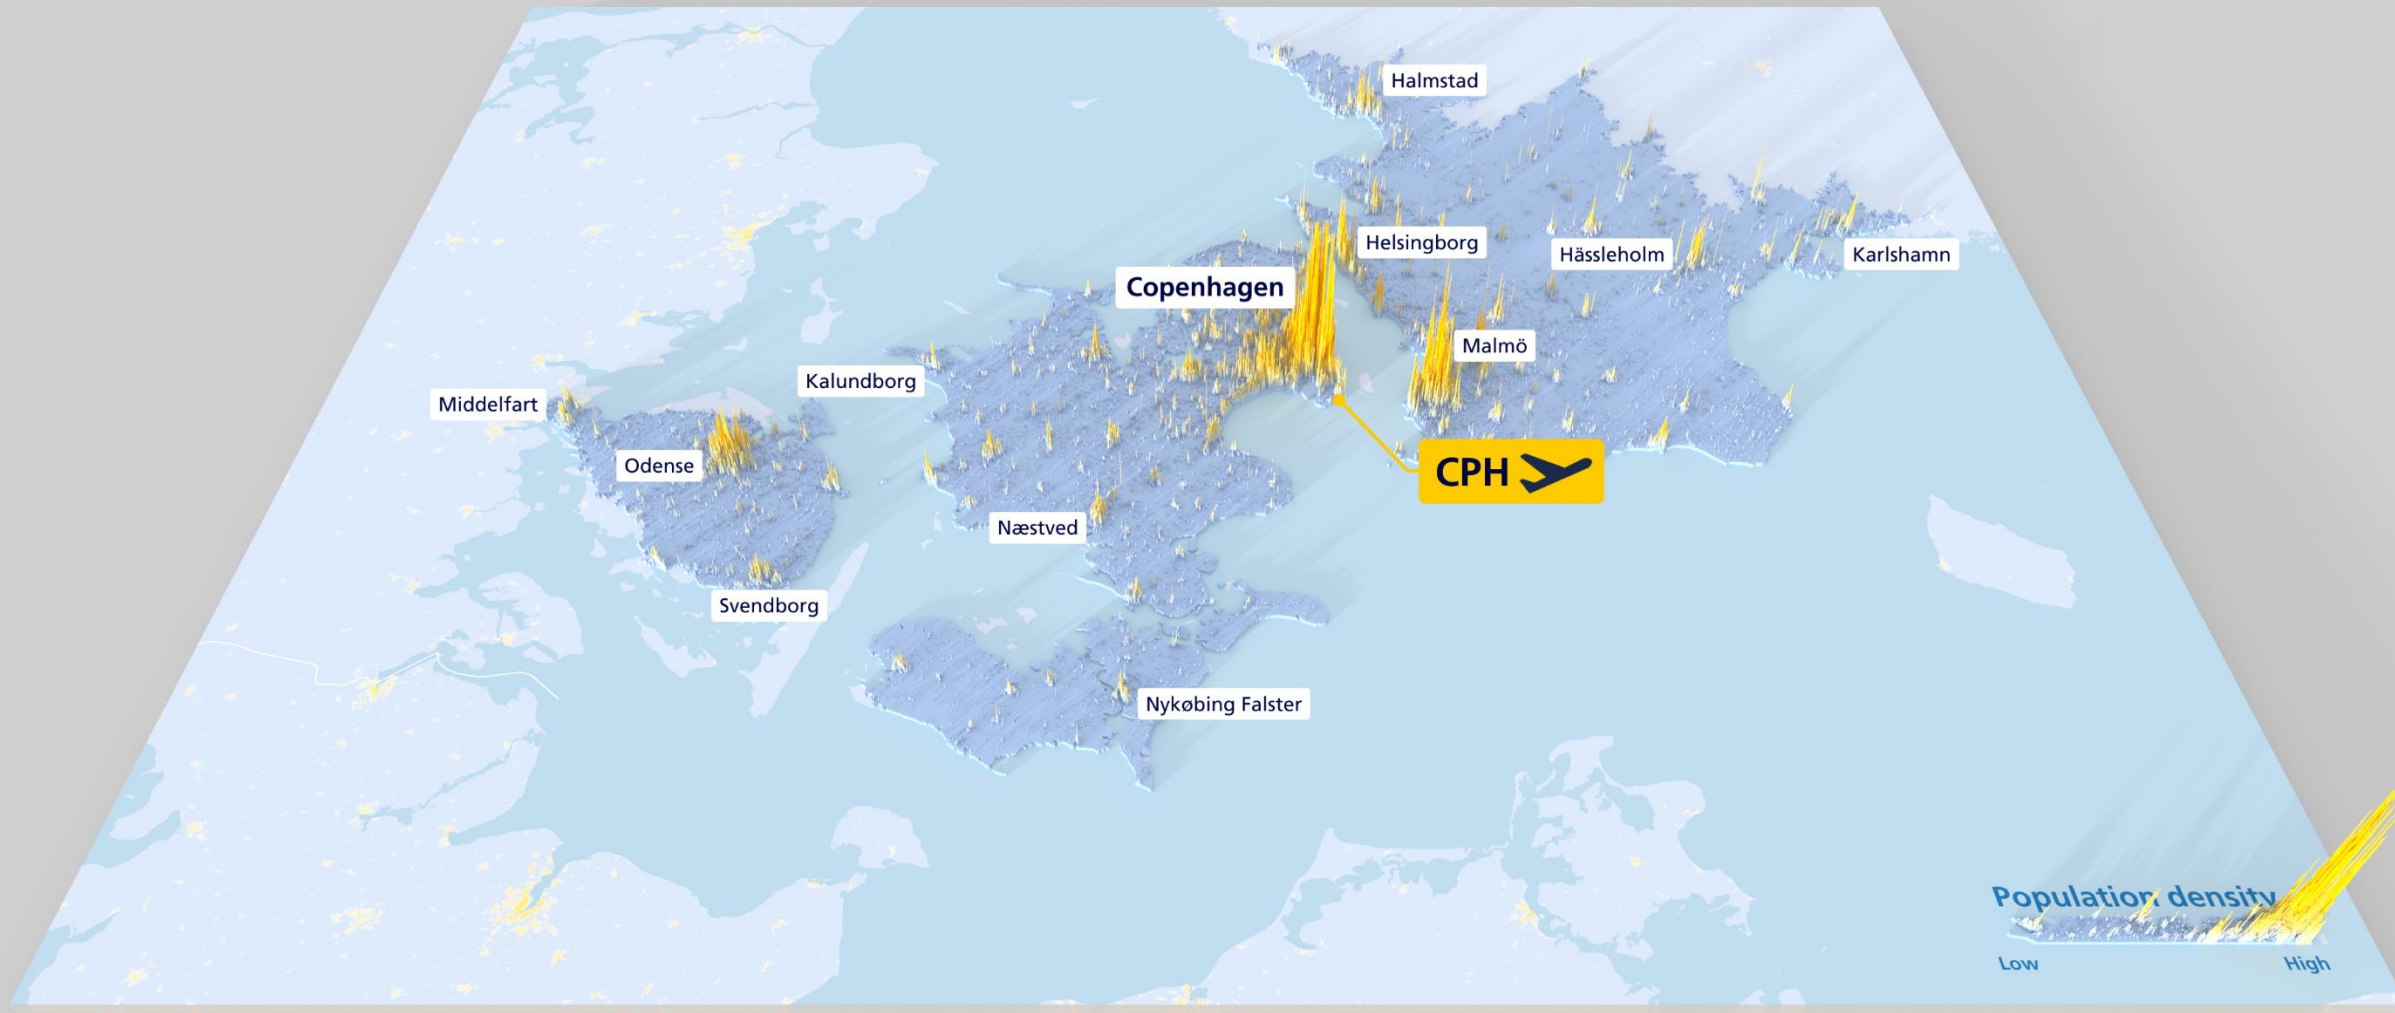 Halmstad
Helsingborg
Hässleholm
Karlshamn
Copenhagen
Malmö
Kalundborg
Middelfart
Odense
CPH
Næstved
Svendborg
Nykøbing Falster
Population density
Low
High